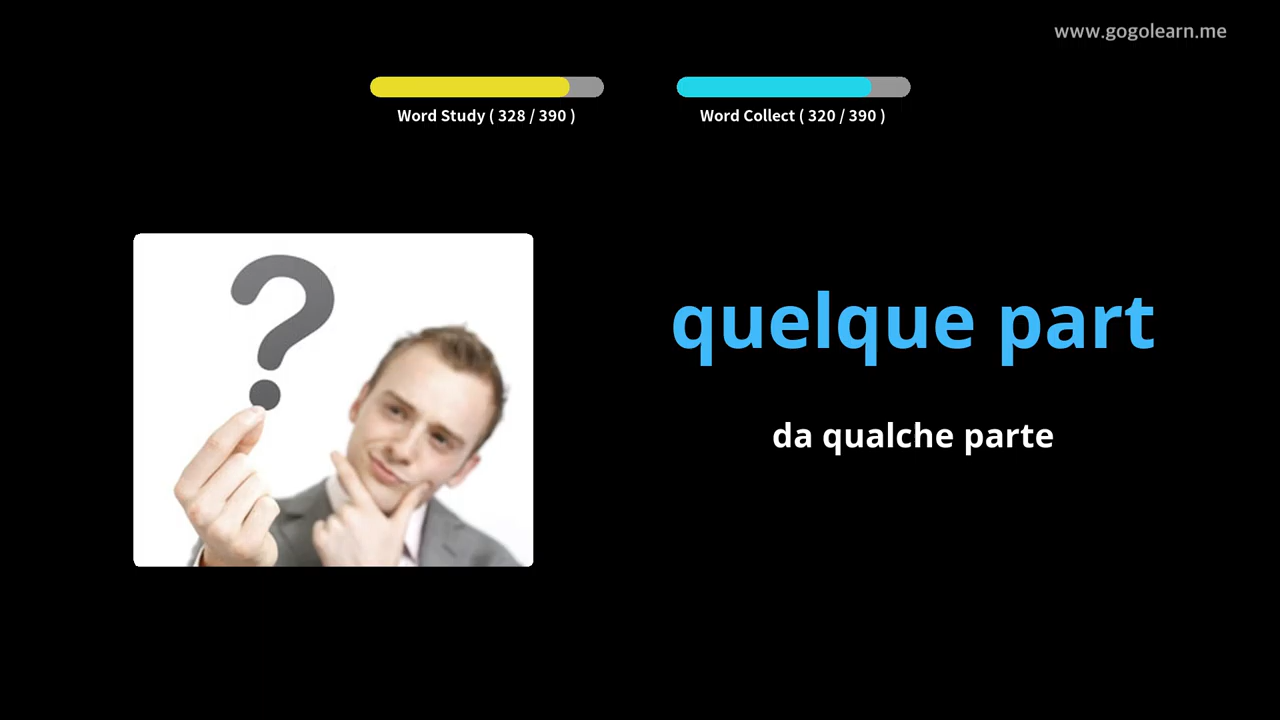 www.gogolearn.me
Word Study ( 328 / 390 )
Word Collect ( 320 / 390 )
quelque part
da qualche parte